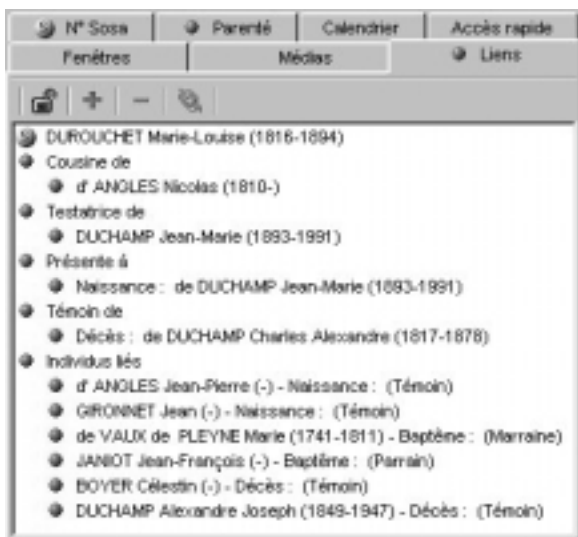 N° Sosa Parenté Calendrier Accès rapide
Fenêtres Médias Liens
DUROUCHET Marie-Louise (1816-1894)
Cousine de
d' ANGLES Nicolas (1810-)
Testatrice de
DUCHAMP Jean-Marie (1893-1991)
Présente à
Naissance : de DUCHAMP Jean-Marie (1893-1991)
Témoin de
Décès : de DUCHAMP Charles Alexandre (1817-1878)
Individus liés
d' ANGLES Jean-Pierre (-) - Naissance : (Témoin)
GIRONNET Jean (-) - Naissance : (Témoin)
de VAUX de PLEYNE Marie (1741-1811) - Baptême : (Marraine)
JANIOT Jean-François (-) - Baptême : (Parrain)
BOYER Célestin (-) - Décès : (Témoin)
DUCHAMP Alexandre Joseph (1849-1947) - Décès : (Témoin)